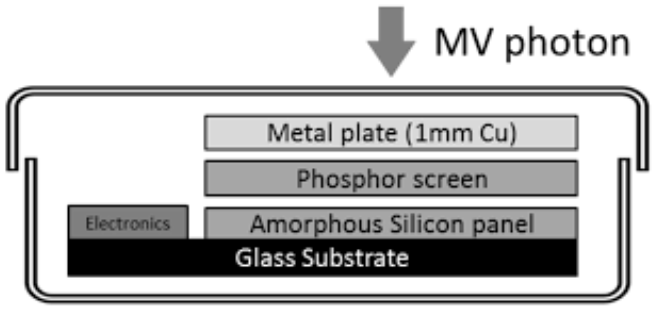 MV photon
Metal plate (1mm Cu)
Phosphor screen
Electronics
Amorphous Silicon panel
Glass Substrate